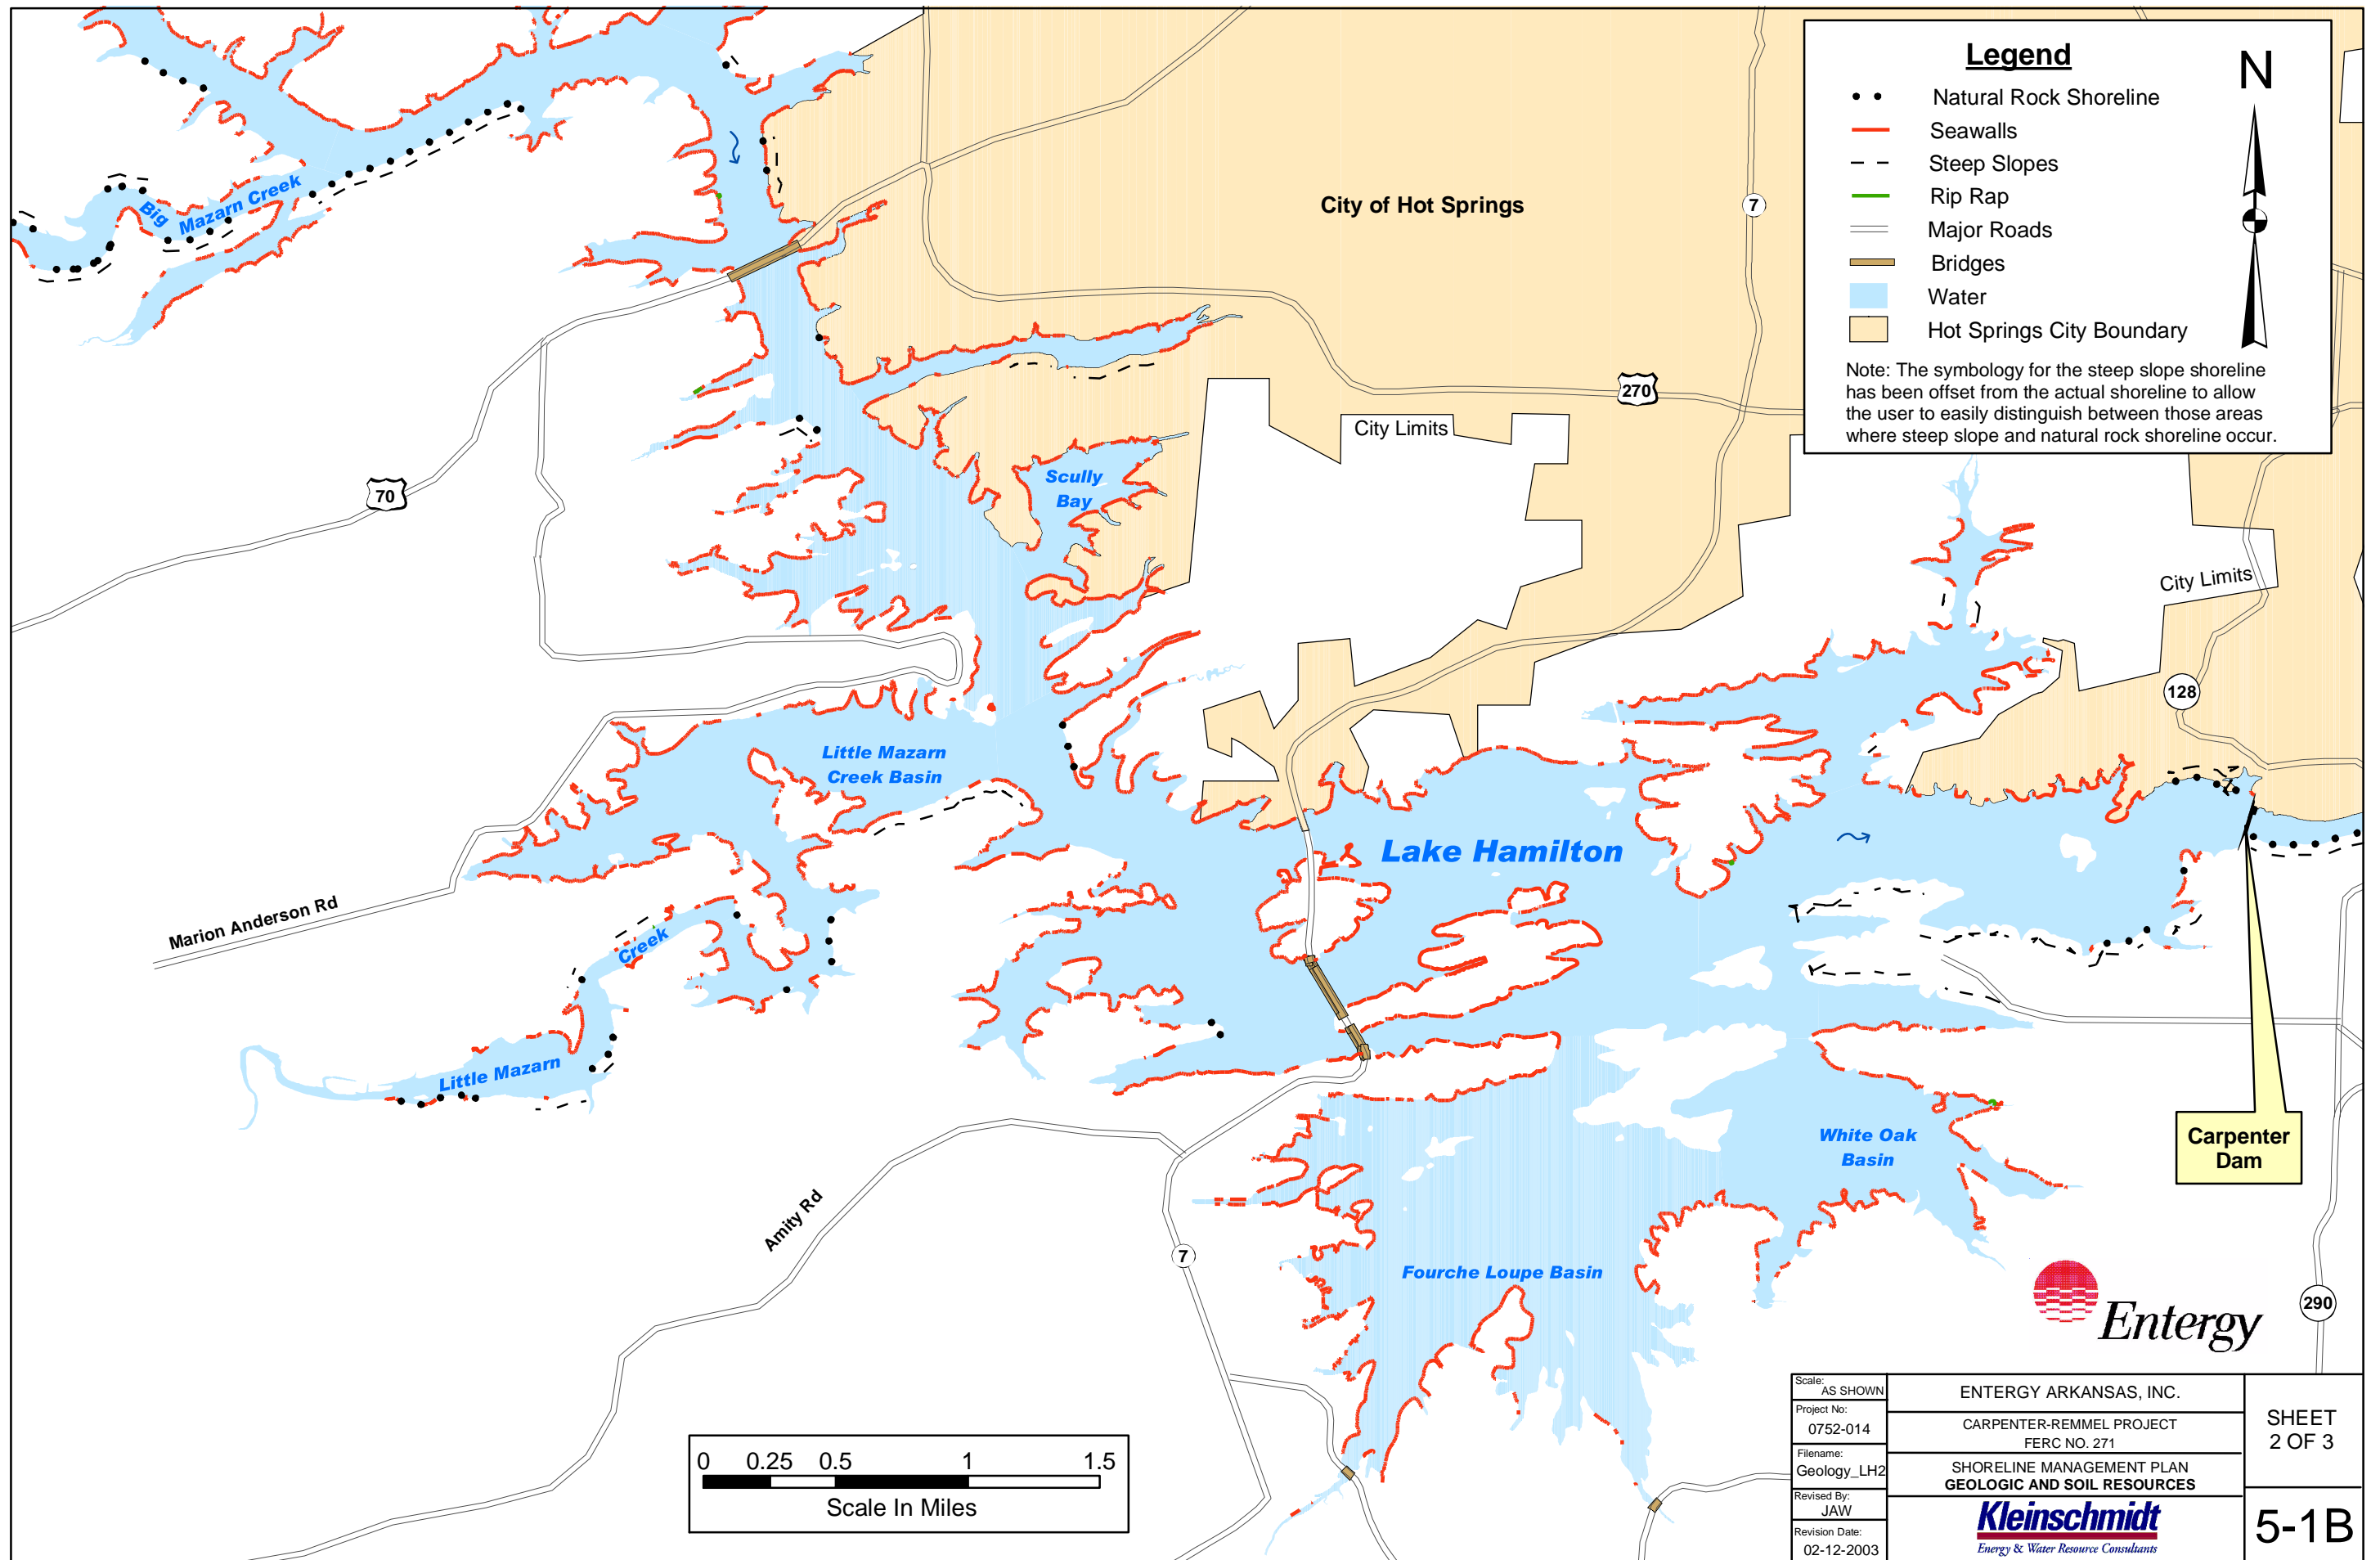 Legend
Natural Rock Shoreline
Seawalls
Steep Slopes
Rip Rap
Major Roads
Bridges
Water
Hot Springs City Boundary
Note: The symbology for the steep slope shoreline
has been offset from the actual shoreline to allow
the user to easily distinguish between those areas
where steep slope and natural rock shoreline occur.
N
Big Mazarn Creek
City of Hot Springs
7
270
City Limits
70
Scully
Bay
City Limits
128
Little Mazarn
Creek Basin
Lake Hamilton
Marion Anderson Rd
Creek
Little Mazarn
White Oak
Basin
Carpenter
Dam
Amity Rd
7
Fourche Loupe Basin
290
Entergy
0 0.25 0.5 1 1.5
Scale In Miles
Scale:
AS SHOWN
Project No:
0752-014
Filename:
Geology_LH2
Revised By:
JAW
Revision Date:
02-12-2003
ENTERGY ARKANSAS, INC.
CARPENTER-REMMEL PROJECT
FERC NO. 271
SHORELINE MANAGEMENT PLAN
GEOLOGIC AND SOIL RESOURCES
Kleinschmidt
Energy & Water Resource Consultants
SHEET
2 OF 3
5-1B